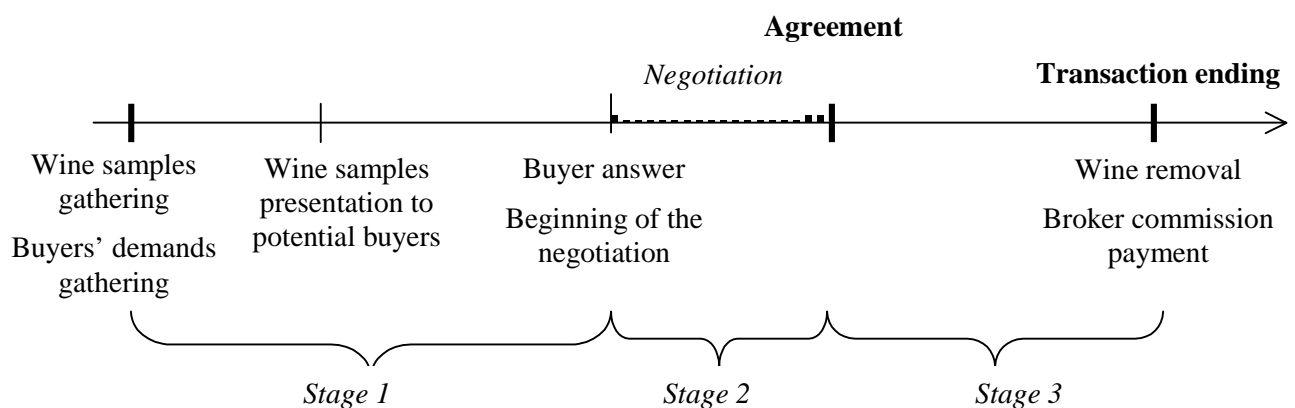 Agreement
Negotiation
Transaction ending
Wine samples
gathering
Buyers’ demands
gathering
Wine samples
presentation to
potential buyers
Buyer answer
Beginning of the
negotiation
Wine removal
Broker commission
payment
Stage 1
Stage 2
Stage 3